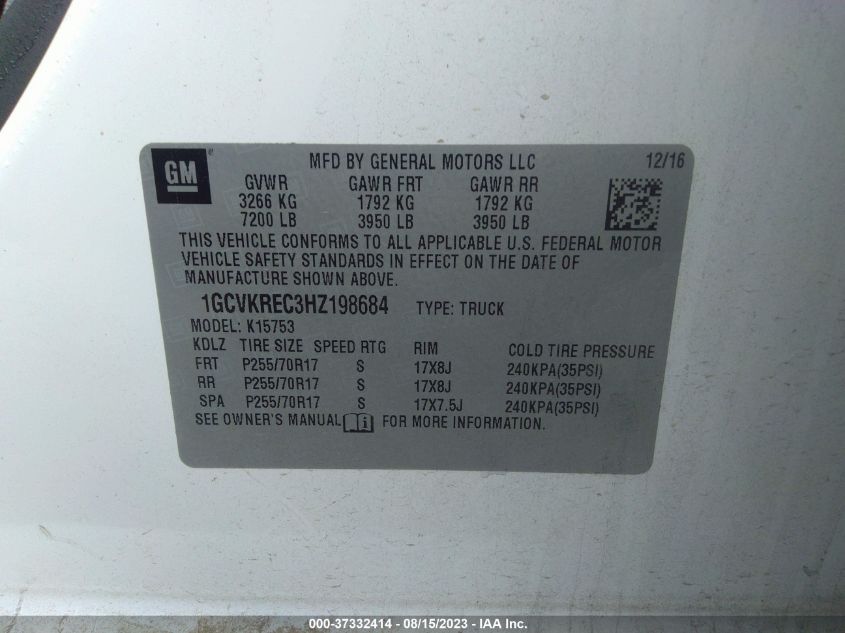 GM
MFD BY GENERAL MOTORS LLC 12/16
GVWR GAWR FRT GAWR RR
3266 KG 1792 KG 1792 KG
7200 LB 3950 LB 3950 LB
THIS VEHICLE CONFORMS TO ALL APPLICABLE U.S. FEDERAL MOTOR
VEHICLE SAFETY STANDARDS IN EFFECT ON THE DATE OF
MANUFACTURE SHOWN ABOVE.
1GCVKREC3HZ198684 TYPE: TRUCK
MODEL: K15753
KDLZ TIRE SIZE SPEED RTG RIM COLD TIRE PRESSURE
FRT P255/70R17 S 17X8J 240KPA(35PSI)
RR P255/70R17 S 17X8J 240KPA(35PSI)
SPA P255/70R17 S 17X7.5J 240KPA(35PSI)
SEE OWNER'S MANUAL i FOR MORE INFORMATION.
000-37332414 - 08/15/2023 - IAA Inc.